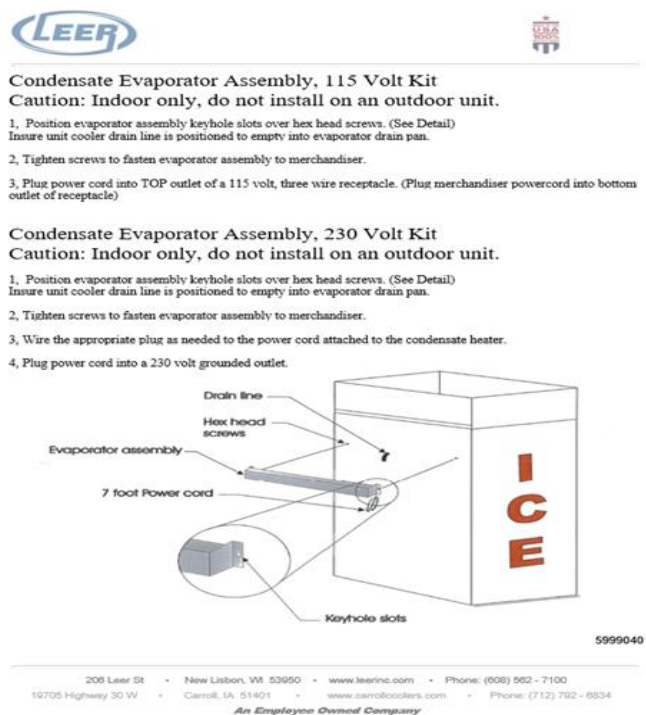 LEER
USA
100%
Condensate Evaporator Assembly, 115 Volt Kit
Caution: Indoor only, do not install on an outdoor unit.
1, Position evaporator assembly keyhole slots over hex head screws. (See Detail)
Insure unit cooler drain line is positioned to empty into evaporator drain pan.
2, Tighten screws to fasten evaporator assembly to merchandiser.
3, Plug power cord into TOP outlet of a 115 volt, three wire receptacle. (Plug merchandiser powercord into bottom
outlet of receptacle)
Condensate Evaporator Assembly, 230 Volt Kit
Caution: Indoor only, do not install on an outdoor unit.
1, Position evaporator assembly keyhole slots over hex head screws. (See Detail)
Insure unit cooler drain line is positioned to empty into evaporator drain pan.
2, Tighten screws to fasten evaporator assembly to merchandiser.
3, Wire the appropriate plug as needed to the power cord attached to the condensate heater.
4, Plug power cord into a 230 volt grounded outlet.
Drain line
Hex head
screws
Evaporator assembly
7 foot Power cord
Keyhole slots
ICE
5999040
206 Leer St • New Lisbon, WI 53950 • www.leerinc.com • Phone: (608) 562 - 7100
19705 Highway 30 W • Carroll, IA 51401 • www.carrollcoolers.com • Phone: (712) 792 - 6834
An Employee Owned Company